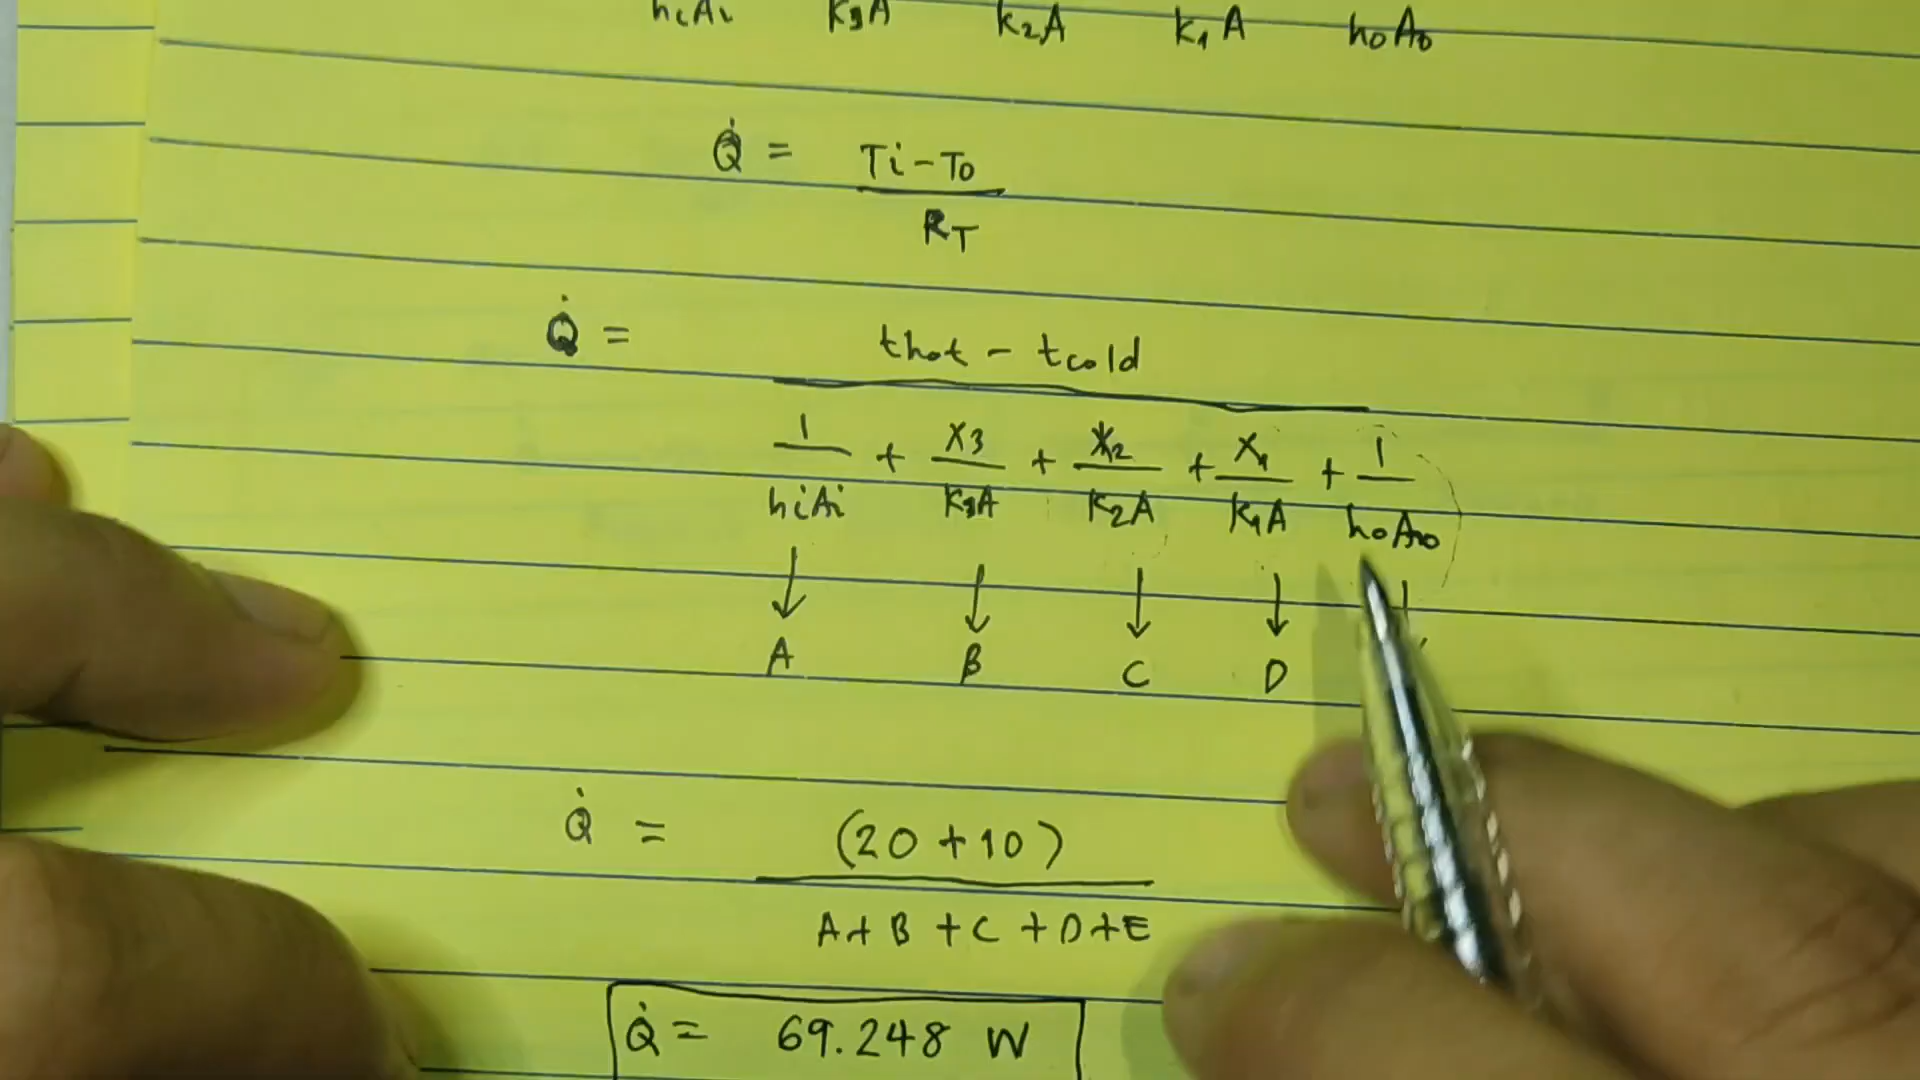 hiAi k3A k2A k1A hoAo
Q̇ = Ti - To
RT
Q̇ = thot - tcold
1 + x3 + x2 + x1 + 1
hiAi k3A k2A k1A hoAo
↓ ↓ ↓ ↓
A B C D
Q̇ = (20 + 10)
A + B + C + D + E
Q̇ = 69.248 W